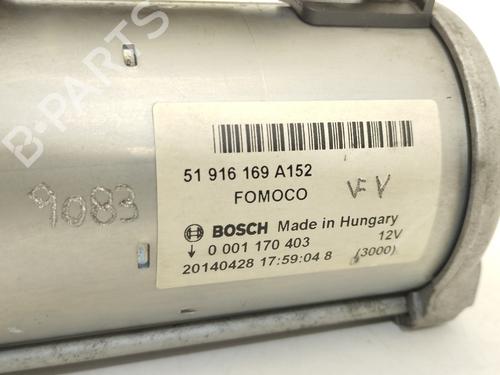 B-PARTS
9083
51 916 169 A152
FOMOCO
VFV
BOSCH Made in Hungary
↓ 0 001 170 403 12V
20140428 17:59:04 8 (3000)